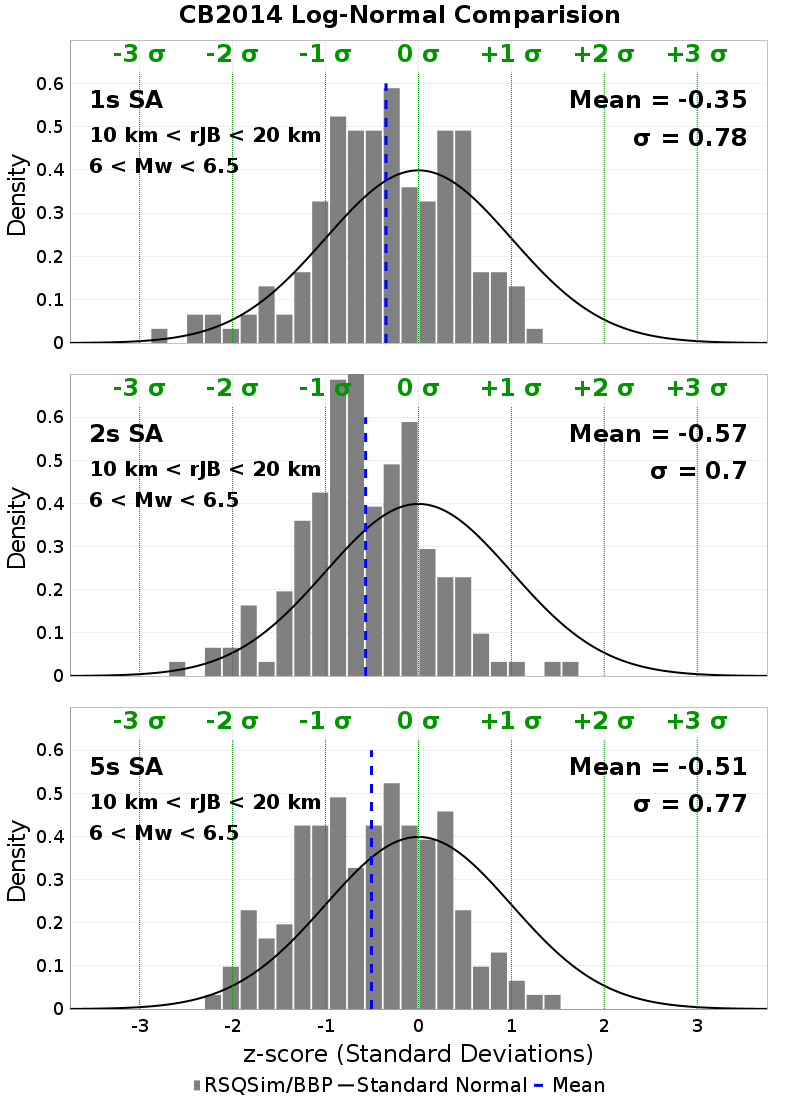 CB2014 Log-Normal Comparision
-3 σ -2 σ -1 σ 0 σ +1 σ +2 σ +3 σ
1s SA
10 km < rJB < 20 km
6 < Mw < 6.5
Mean = -0.35
σ = 0.78
Density
0.6
0.5
0.4
0.3
0.2
0.1
0
-3 σ -2 σ -1 σ 0 σ +1 σ +2 σ +3 σ
2s SA
10 km < rJB < 20 km
6 < Mw < 6.5
Mean = -0.57
σ = 0.7
Density
0.6
0.5
0.4
0.3
0.2
0.1
0
-3 σ -2 σ -1 σ 0 σ +1 σ +2 σ +3 σ
5s SA
10 km < rJB < 20 km
6 < Mw < 6.5
Mean = -0.51
σ = 0.77
Density
0.6
0.5
0.4
0.3
0.2
0.1
0
-3 -2 -1 0 1 2 3
z-score (Standard Deviations)
RSQSim/BBP Standard Normal Mean